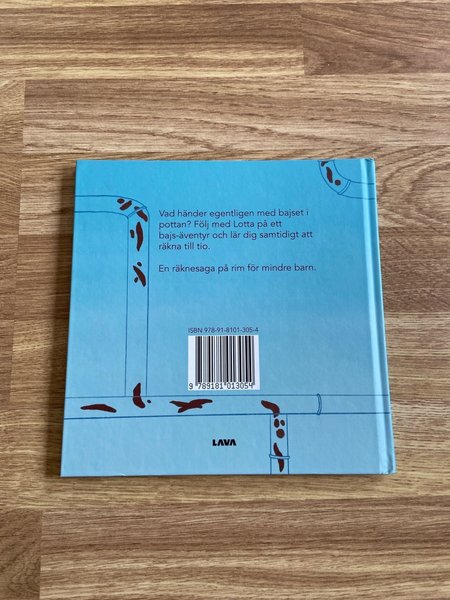 Vad händer egentligen med bajset i
pottan? Följ med Lotta på ett
bajs-äventyr och lär dig samtidigt att
räkna till tio.
En räknesaga på rim för mindre barn.
ISBN 978-91-8101-305-4
9 789181 013054
LAVA